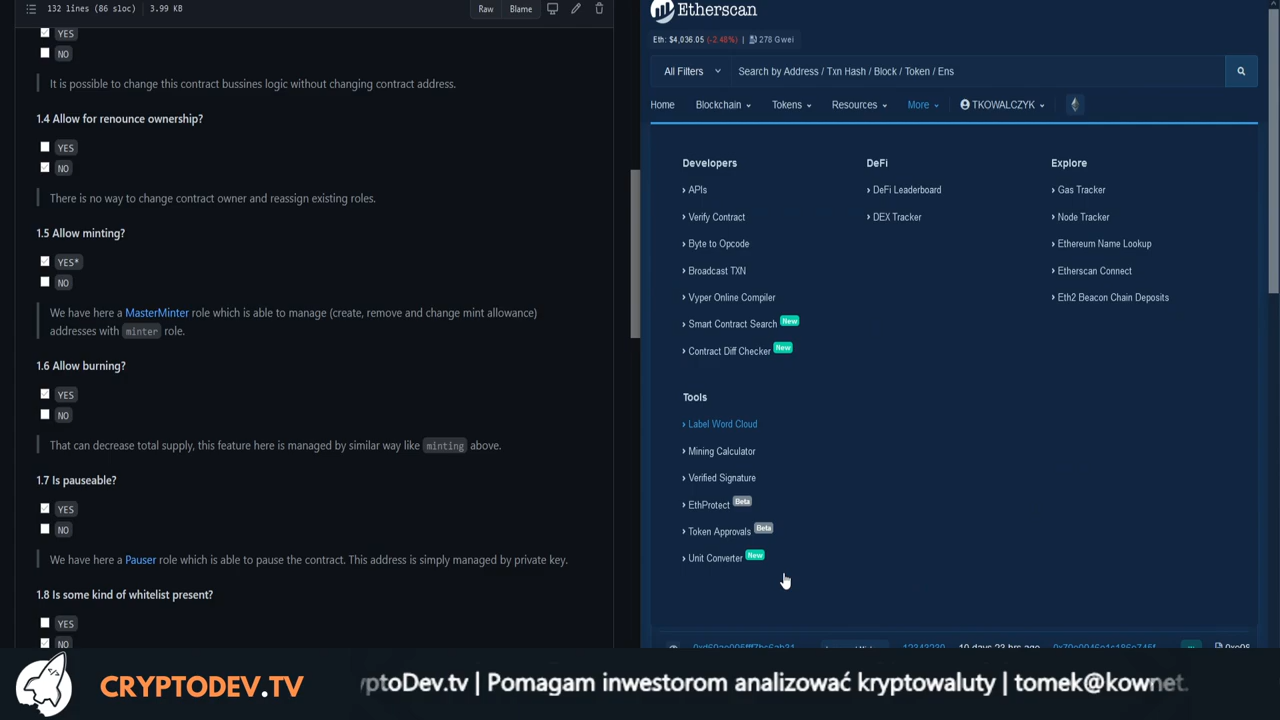 132 lines (86 sloc) | 3.99 KB
Raw
Blame
YES
NO
It is possible to change this contract bussines logic without changing contract address.
1.4 Allow for renounce ownership?
YES
NO
There is no way to change contract owner and reassign existing roles.
1.5 Allow minting?
YES*
NO
We have here a MasterMinter role which is able to manage (create, remove and change mint allowance)
addresses with minter role.
1.6 Allow burning?
YES
NO
That can decrease total supply, this feature here is managed by similar way like minting above.
1.7 Is pauseable?
YES
NO
We have here a Pauser role which is able to pause the contract. This address is simply managed by private key.
1.8 Is some kind of whitelist present?
YES
NO
Etherscan
Eth: $4,036.05 (-2.48%) | 278 Gwei
All Filters
Search by Address / Txn Hash / Block / Token / Ens
Home Blockchain Tokens Resources More TKOWALCZYK
Developers
APIs
Verify Contract
Byte to Opcode
Broadcast TXN
Vyper Online Compiler
Smart Contract Search New
Contract Diff Checker New
Tools
Label Word Cloud
Mining Calculator
Verified Signature
EthProtect Beta
Token Approvals Beta
Unit Converter New
DeFi
DeFi Leaderboard
DEX Tracker
Explore
Gas Tracker
Node Tracker
Ethereum Name Lookup
Etherscan Connect
Eth2 Beacon Chain Deposits
CRYPTODEV.TV
yptoDev.tv | Pomagam inwestorom analizować kryptowaluty | tomek@kownet.